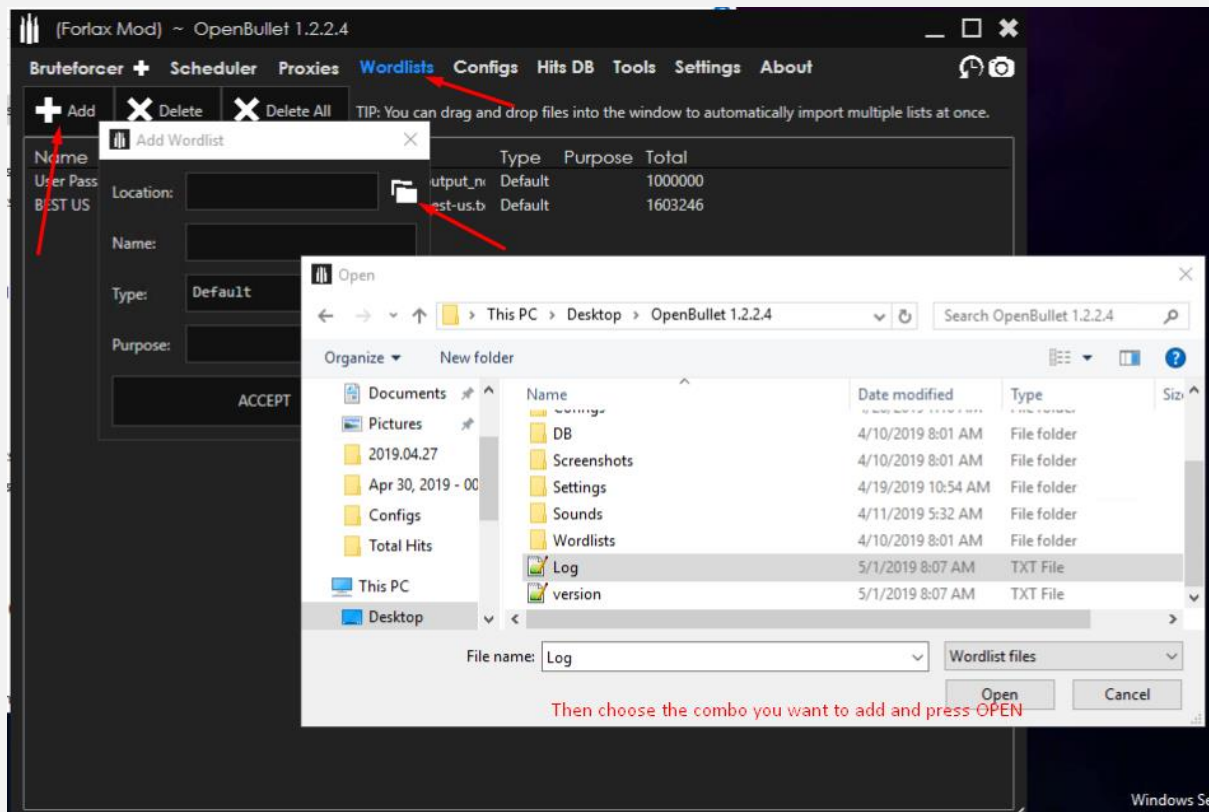 (Forlax Mod) ~ OpenBullet 1.2.2.4
Bruteforcer Scheduler Proxies Wordlists Configs Hits DB Tools Settings About
Add Delete Delete All TIP: You can drag and drop files into the window to automatically import multiple lists at once.
Add Wordlist
Name Type Purpose Total
User Pass Default 1000000
BEST US est-us.t Default 1603246
Location:
Name:
Type: Default
Purpose:
ACCEPT
Open
This PC > Desktop > OpenBullet 1.2.2.4
Search OpenBullet 1.2.2.4
Organize New folder
Name Date modified Type
Documents
Pictures
2019.04.27
Apr 30, 2019 - 00
Configs
Total Hits
This PC
Desktop
DB 4/10/2019 8:01 AM File folder
Screenshots 4/10/2019 8:01 AM File folder
Settings 4/19/2019 10:54 AM File folder
Sounds 4/11/2019 5:32 AM File folder
Wordlists 4/10/2019 8:01 AM File folder
Log 5/1/2019 8:07 AM TXT File
version 5/1/2019 8:07 AM TXT File
File name: Log Wordlist files
Open Cancel
Then choose the combo you want to add and press OPEN
Windows Se